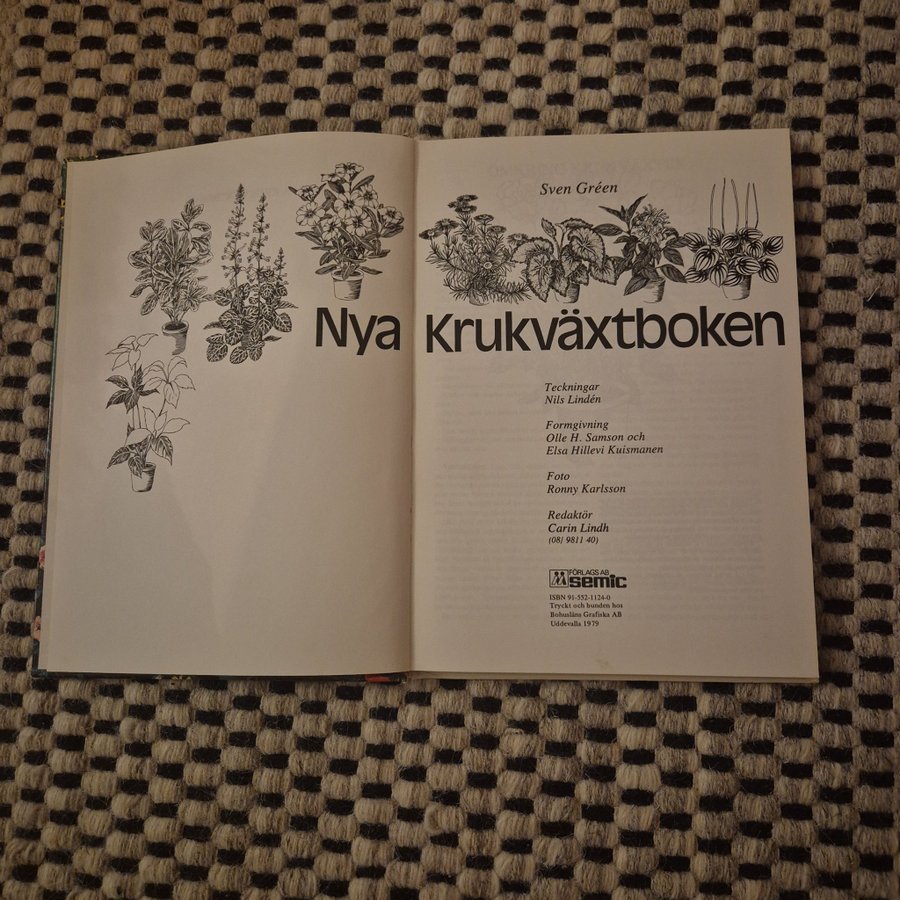 Sven Gréen
Nya Krukväxtboken
Teckningar
Nils Lindén
Formgivning
Olle H. Samson och
Elsa Hillevi Kuismanen
Foto
Ronny Karlsson
Redaktör
Carin Lindh
(08/ 9811 40)
FÖRLAGS AB
semic
ISBN 91-552-1124-0
Tryckt och bunden hos
Bohusläns Grafiska AB
Uddevalla 1979